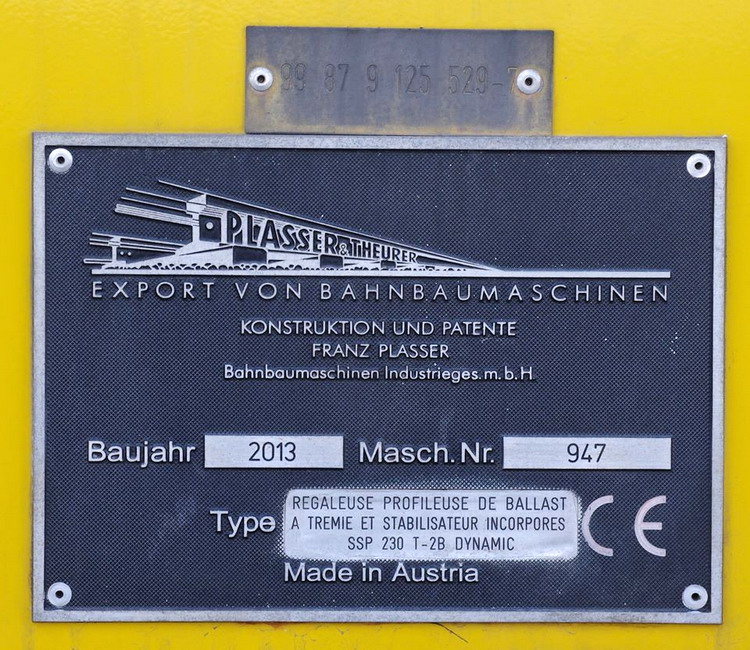 99 87 9 125 529-7
PLASSER & THEURER
EXPORT VON BAHNBAUMASCHINEN
KONSTRUKTION UND PATENTE
FRANZ PLASSER
Bahnbaumaschinen Industrieges.m.b.H
Baujahr 2013 Masch.Nr. 947
REGALEUSE PROFILEUSE DE BALLAST
A TREMIE ET STABILISATEUR INCORPORES
SSP 230 T-2B DYNAMIC
Type CE
Made in Austria